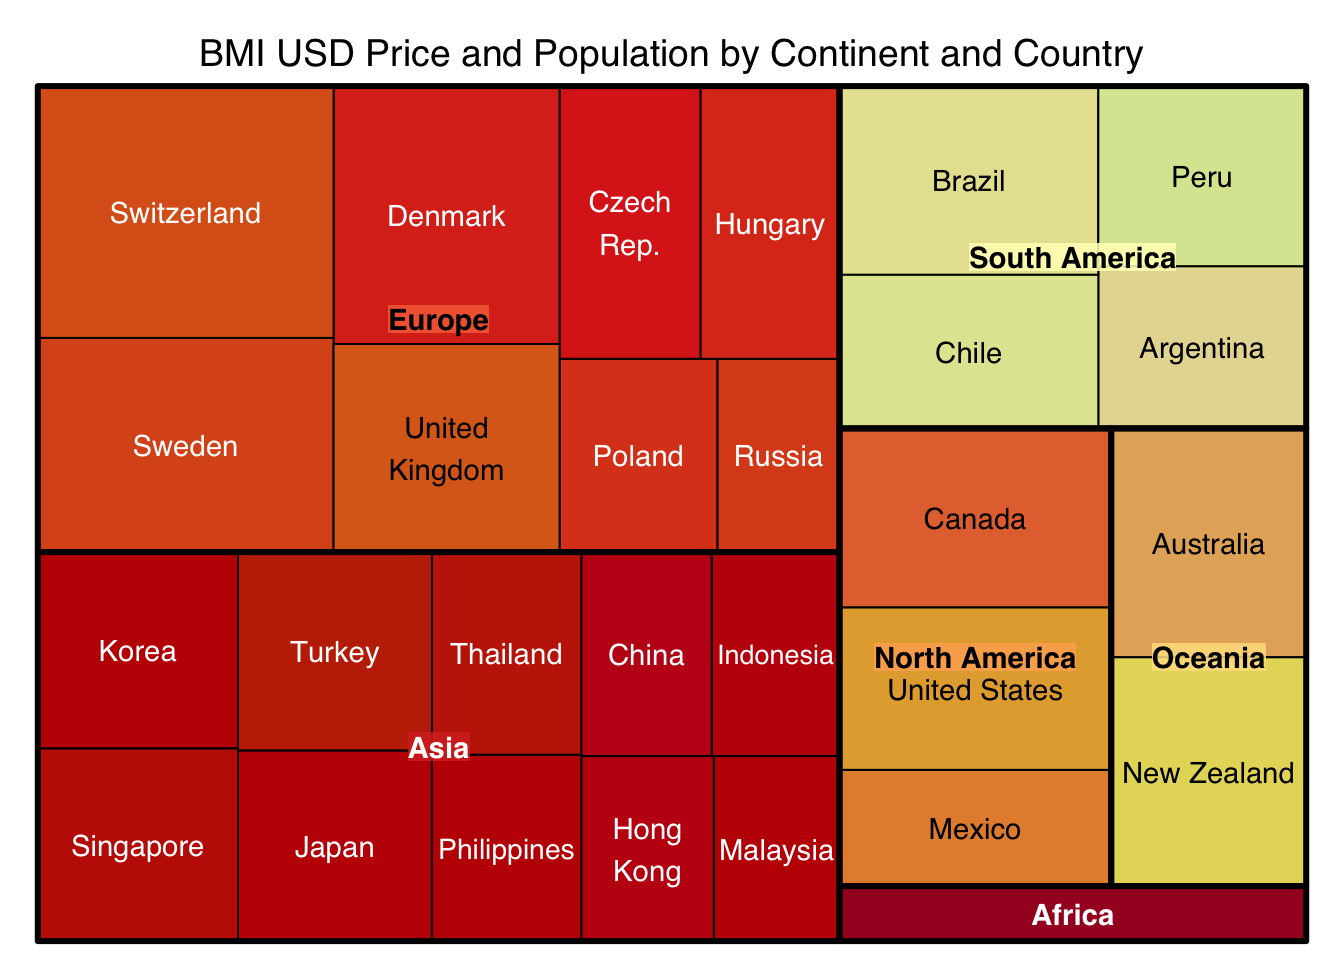 BMI USD Price and Population by Continent and Country
Switzerland
Denmark
Czech
Rep.
Hungary
Europe
Sweden
United
Kingdom
Poland
Russia
Korea
Turkey
Thailand
China
Indonesia
Asia
Singapore
Japan
Philippines
Hong
Kong
Malaysia
Brazil
Peru
South America
Chile
Argentina
Canada
North America
United States
Mexico
Australia
Oceania
New Zealand
Africa